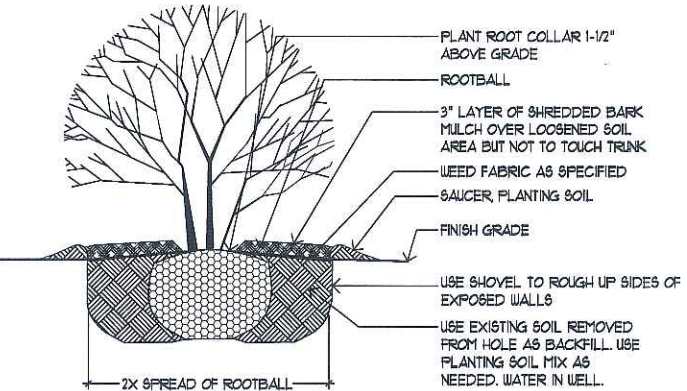 PLANT ROOT COLLAR 1-1/2"
ABOVE GRADE
ROOTBALL
3" LAYER OF SHREDDED BARK
MULCH OVER LOOSENED SOIL
AREA BUT NOT TO TOUCH TRUNK
WEED FABRIC AS SPECIFIED
SAUCER, PLANTING SOIL
FINISH GRADE
USE SHOVEL TO ROUGH UP SIDES OF
EXPOSED WALLS
USE EXISTING SOIL REMOVED
FROM HOLE AS BACKFILL. USE
PLANTING SOIL MIX AS
NEEDED. WATER IN WELL.
2X SPREAD OF ROOTBALL